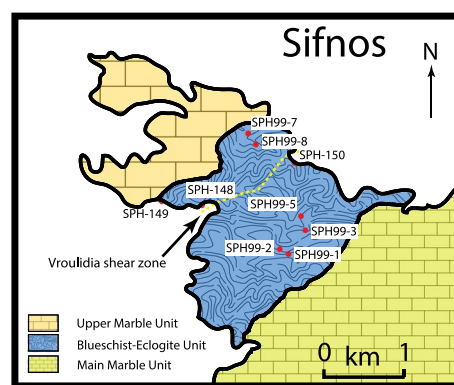 Sifnos
N
SPH99-7
SPH99-8
SPH-150
SPH-148
SPH-149
SPH99-5
SPH99-3
Vroulidia shear zone
SPH99-2
SPH99-1
Upper Marble Unit
Blueschist-Eclogite Unit
Main Marble Unit
0 km 1